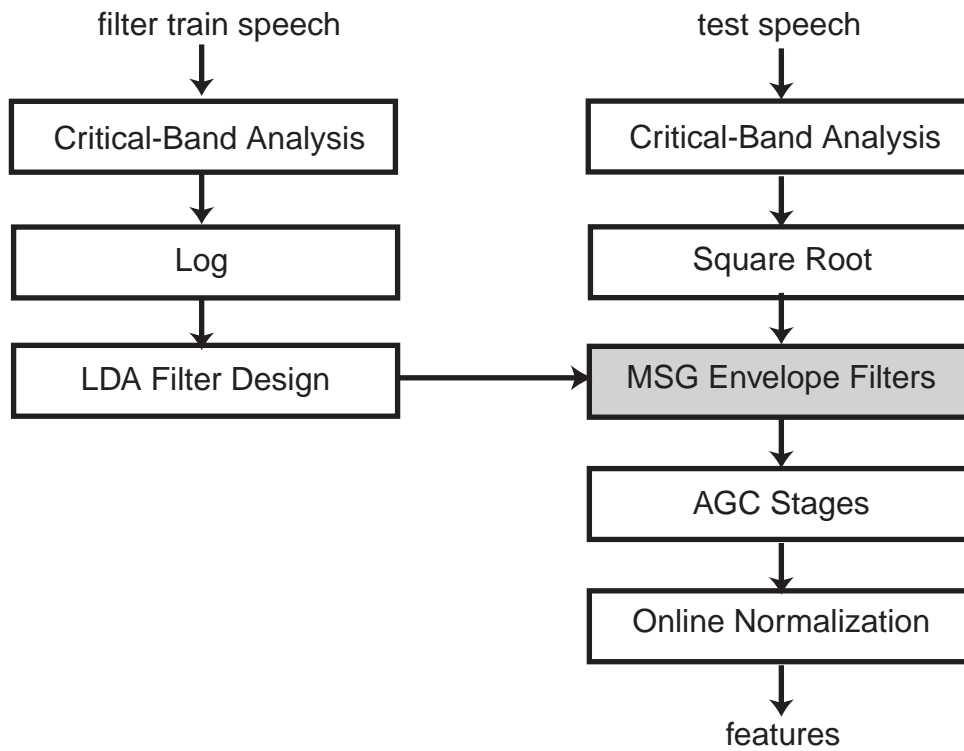 filter train speech
Critical-Band Analysis
Log
LDA Filter Design
test speech
Critical-Band Analysis
Square Root
MSG Envelope Filters
AGC Stages
Online Normalization
features